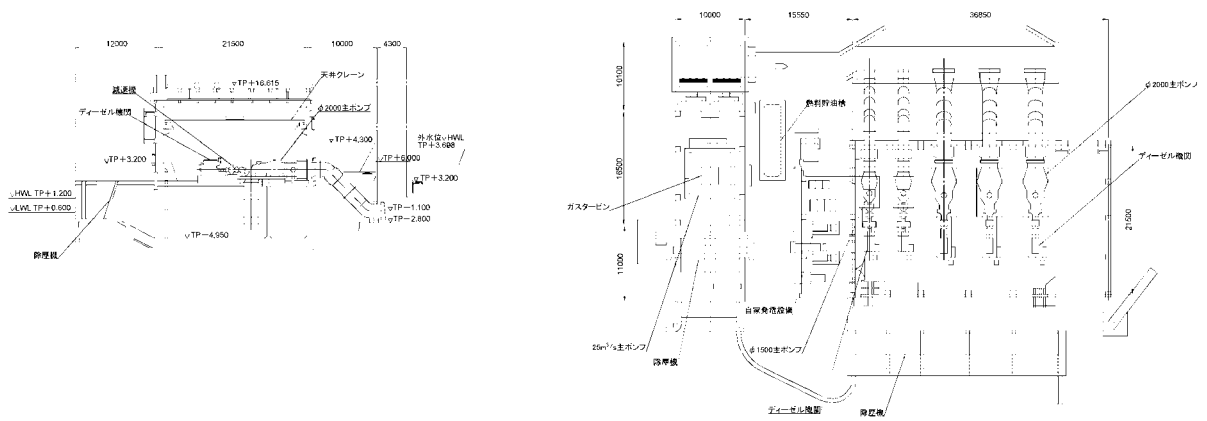 12000
21500
10000
4300
▽TP+16.615
天井クレーン
減速機
ディーゼル機関
φ2000主ポンプ
▽TP+4.300
外水位▽HWL
TP+3.608
▽TP+3.200
▽TP+6.000
▽TP+3.200
▽HWL TP+1.200
▽LWL TP+0.600
▽TP-1.100
▽TP-2.800
▽TP-4.950
除塵機
10000
15550
36850
10100
16500
11000
21500
燃料貯油槽
φ2000主ポンプ
ディーゼル機関
ガスタービン
自家発電設備
25m³/s主ポンプ
φ1500主ポンプ
除塵機
ディーゼル機関
除塵機